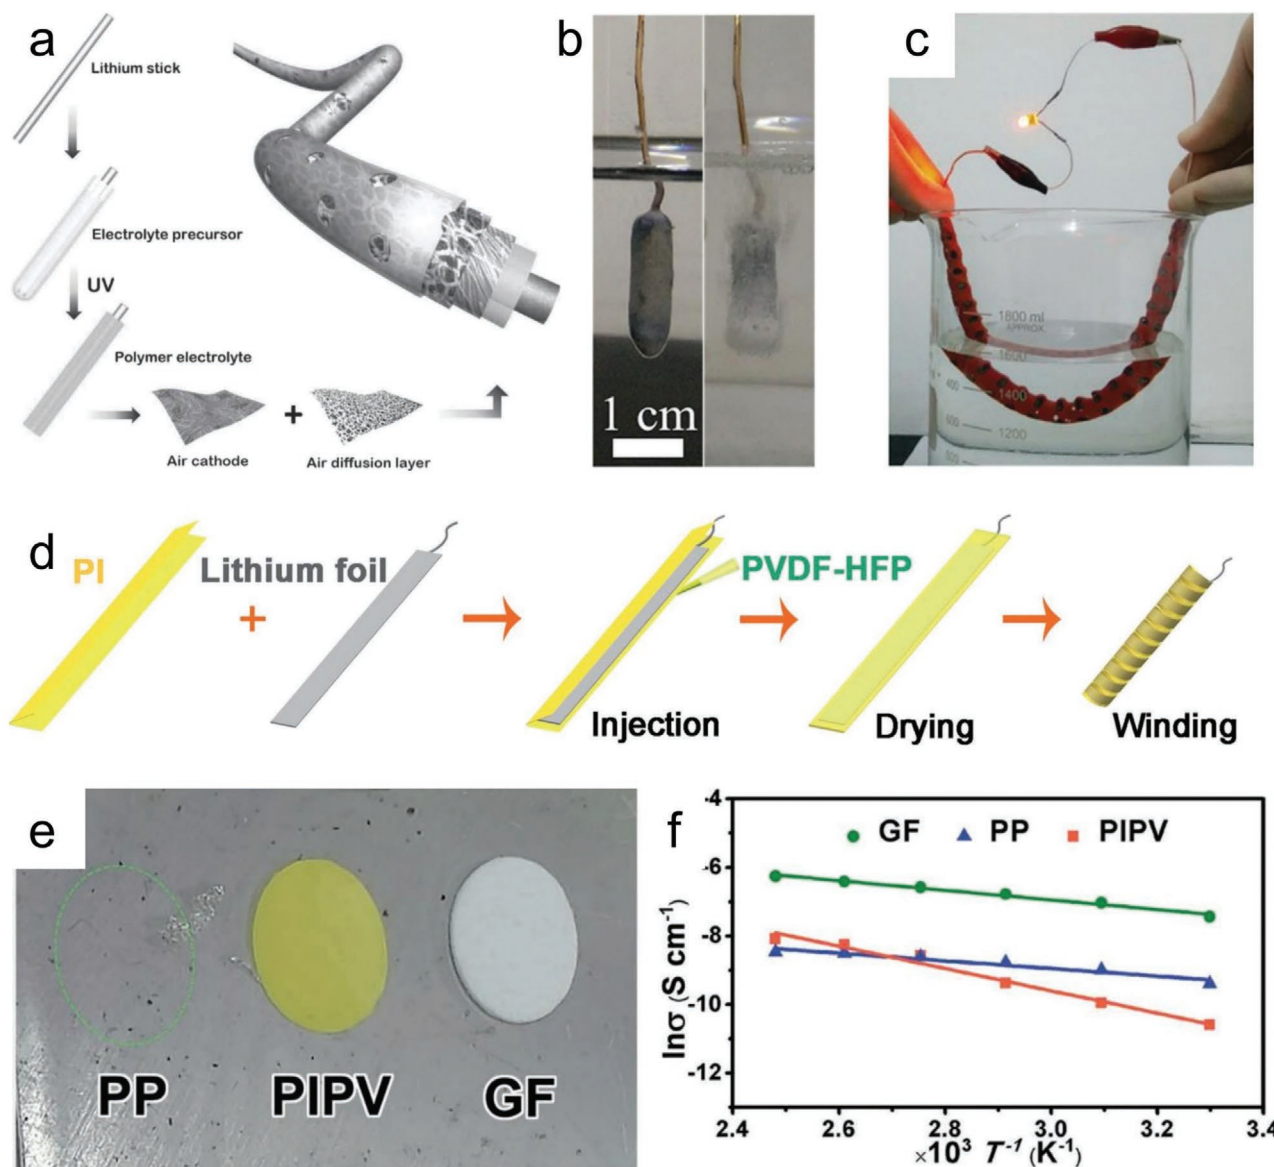 a
Lithium stick
Electrolyte precursor
UV
Polymer electrolyte
+
Air cathode
Air diffusion layer
b
1 cm
c
1800 ml
APPROX.
1600
400
1400
600
1200
d
PI
+
Lithium foil
PVDF-HFP
Injection
Drying
Winding
e
PP
PIPV
GF
f
GF
PP
PIPV
-4
-6
-8
-10
-12
lnσ (S cm⁻¹)
2.4
2.6
2.8
3.0
3.2
3.4
×10³ T⁻¹ (K⁻¹)